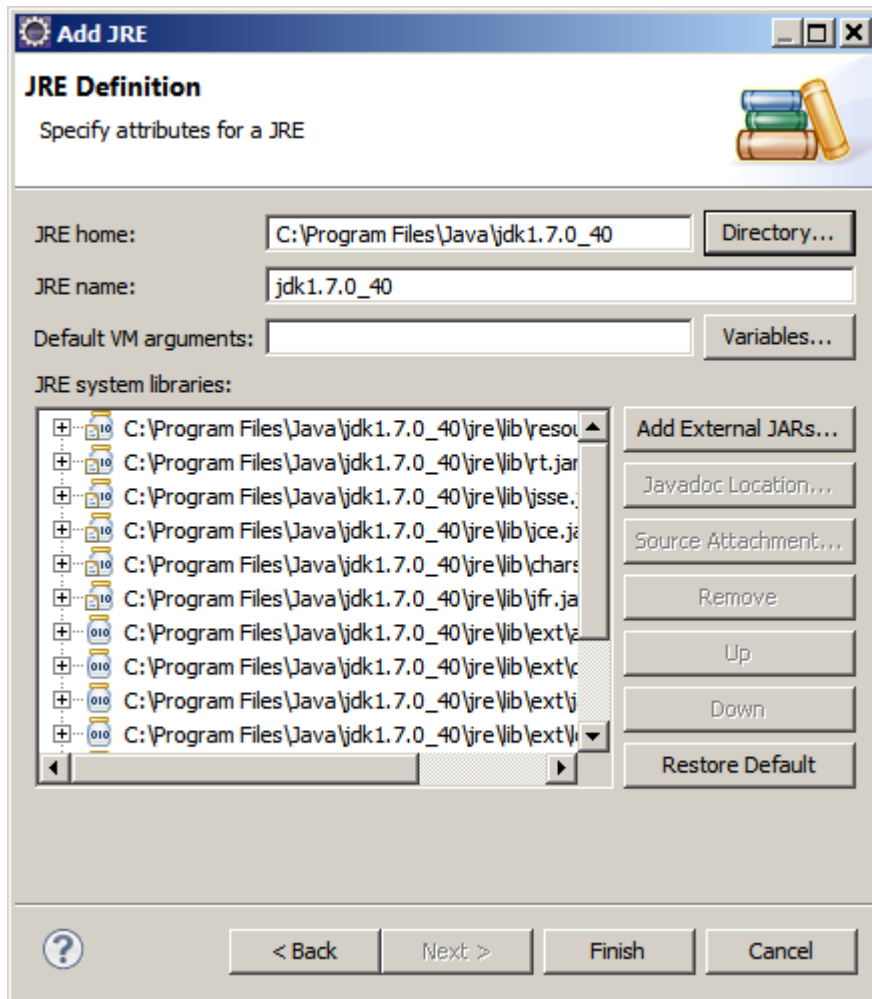 Add JRE
JRE Definition
Specify attributes for a JRE
JRE home: C:\Program Files\Java\jdk1.7.0_40 Directory...
JRE name: jdk1.7.0_40
Default VM arguments: Variables...
JRE system libraries:
C:\Program Files\Java\jdk1.7.0_40\jre\lib\resou Add External JARs...
C:\Program Files\Java\jdk1.7.0_40\jre\lib\rt.jar
C:\Program Files\Java\jdk1.7.0_40\jre\lib\jsse. Javadoc Location...
C:\Program Files\Java\jdk1.7.0_40\jre\lib\jce.ja Source Attachment...
C:\Program Files\Java\jdk1.7.0_40\jre\lib\chars
C:\Program Files\Java\jdk1.7.0_40\jre\lib\jfr.ja Remove
C:\Program Files\Java\jdk1.7.0_40\jre\lib\ext\a
C:\Program Files\Java\jdk1.7.0_40\jre\lib\ext\ Up
C:\Program Files\Java\jdk1.7.0_40\jre\lib\ext\j Down
C:\Program Files\Java\jdk1.7.0_40\jre\lib\ext\
Restore Default
< Back Next > Finish Cancel